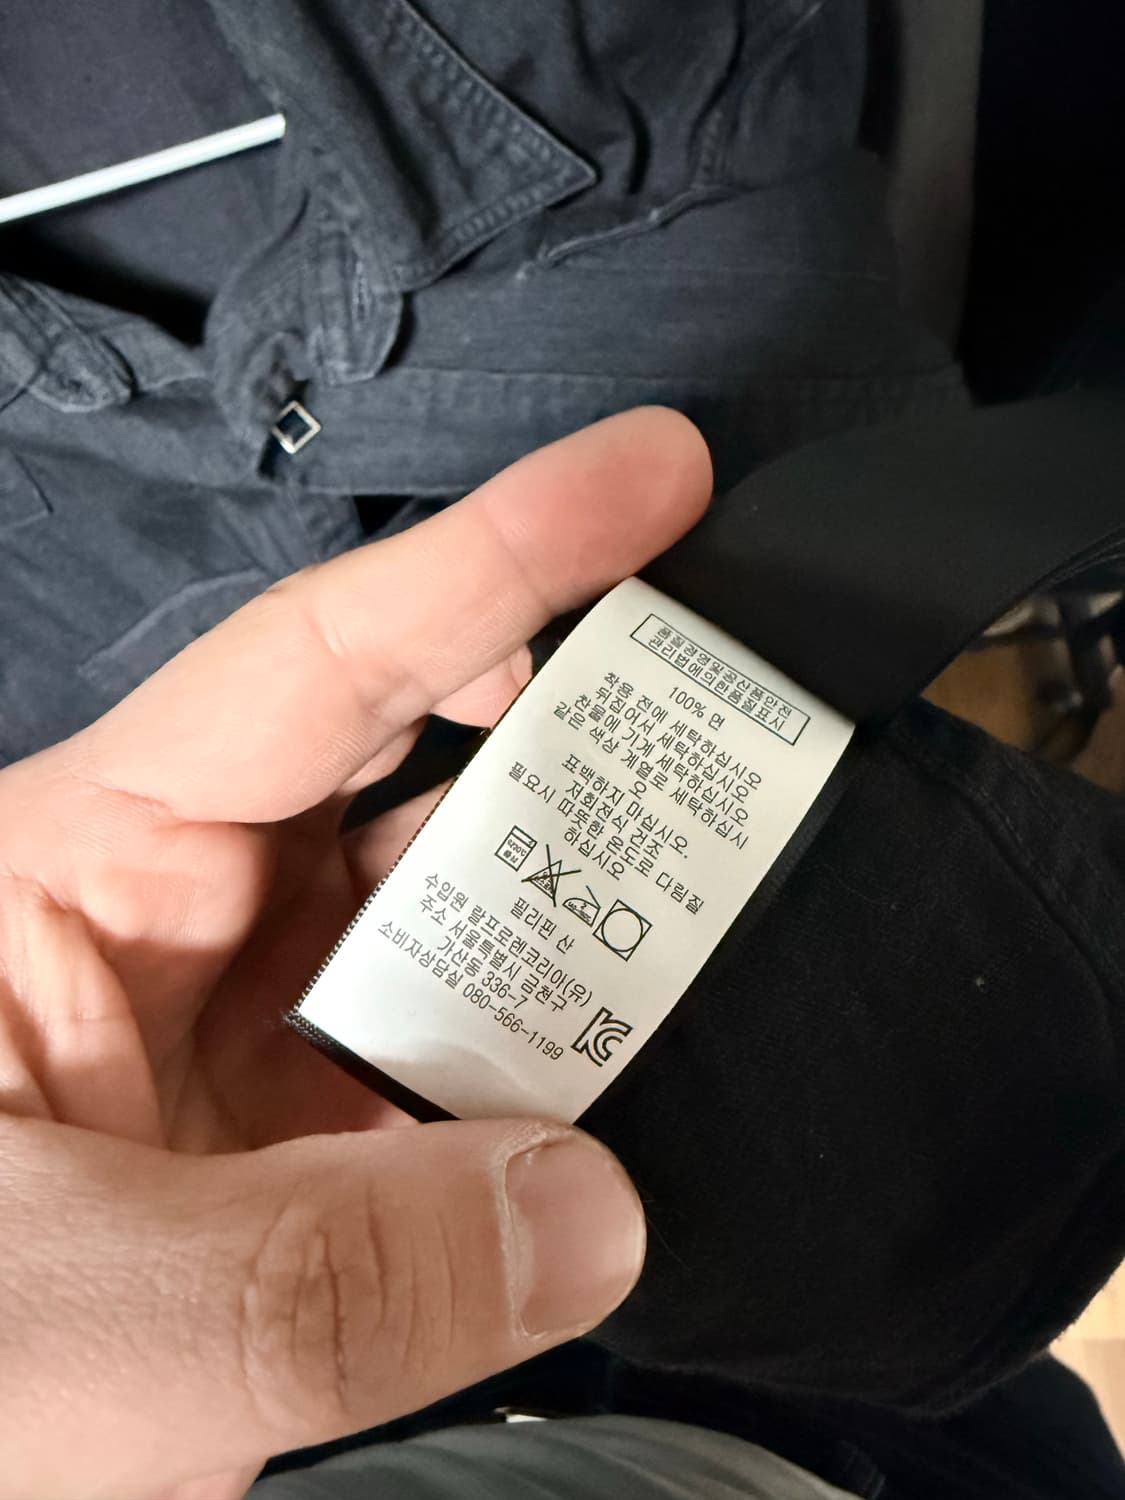 품질경영및공산품안전
관리법에의한품질표시
100% 면
착용 전에 세탁하십시오
뒤집어서 세탁하십시오
찬물에 기계 세탁하십시오
같은 색상 계열로 세탁하십시
오
표백하지 마십시오.
저회전식 건조.
필요시 따뜻한 온도로 다림질
하십시오
필리핀 산
수입원 랄프로렌코리아(유)
주소 서울특별시 금천구
가산동 336-7
소비자상담실 080-566-1199